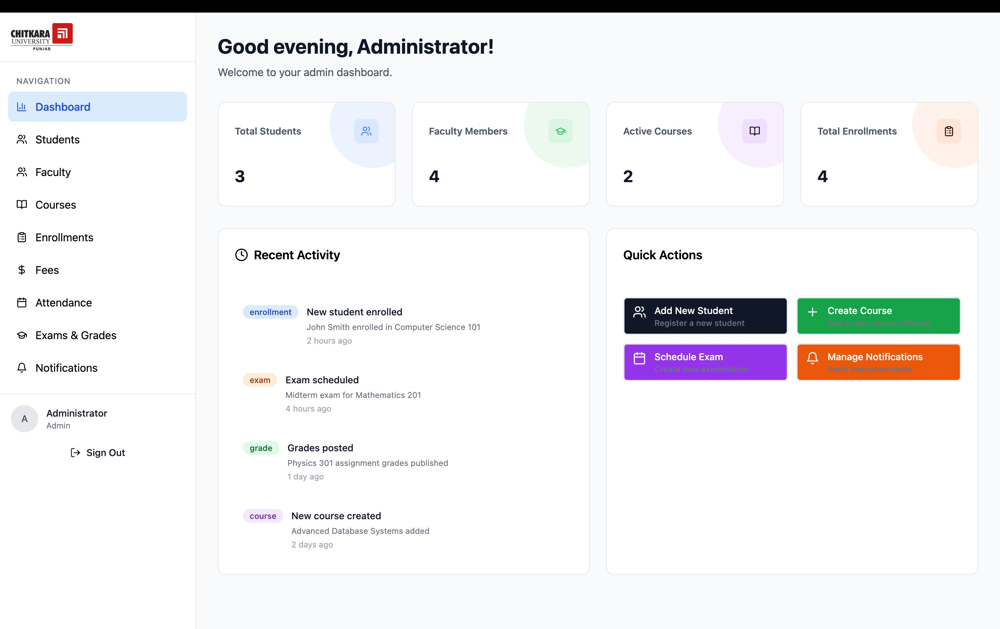 CHITKARA
UNIVERSITY
PUNJAB
NAVIGATION
Dashboard
Students
Faculty
Courses
Enrollments
Fees
Attendance
Exams & Grades
Notifications
A
Administrator
Admin
Sign Out
Good evening, Administrator!
Welcome to your admin dashboard.
Total Students
3
Faculty Members
4
Active Courses
2
Total Enrollments
4
Recent Activity
enrollment
New student enrolled
John Smith enrolled in Computer Science 101
2 hours ago
exam
Exam scheduled
Midterm exam for Mathematics 201
4 hours ago
grade
Grades posted
Physics 301 assignment grades published
1 day ago
course
New course created
Advanced Database Systems added
2 days ago
Quick Actions
Add New Student
Register a new student
Create Course
Add e new course offering
Schedule Exam
Create new examination
Manage Notifications
Send announcements